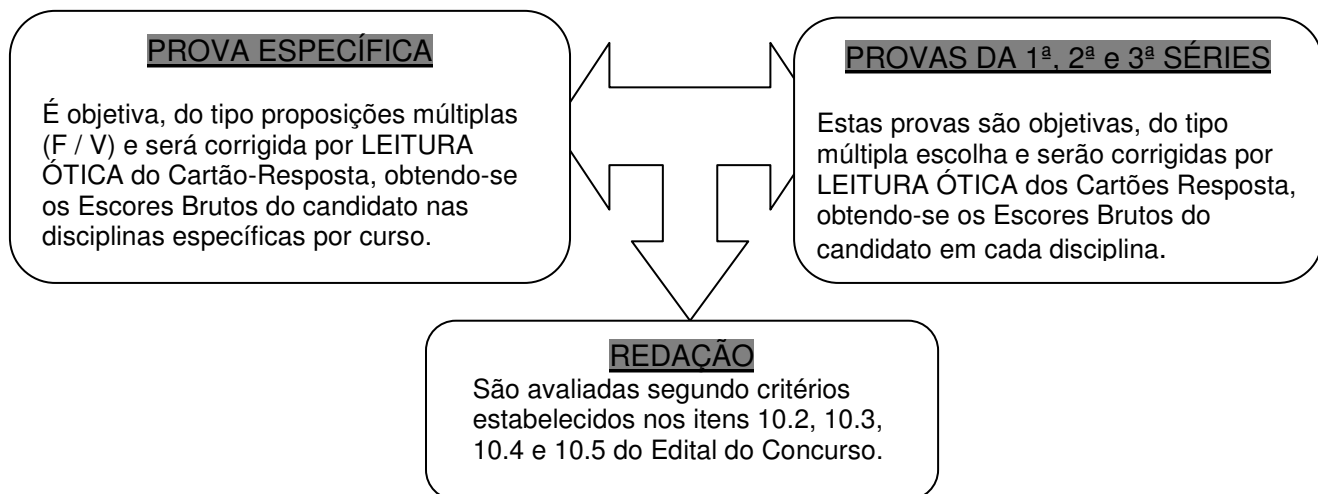 PROVA ESPECÍFICA
É objetiva, do tipo proposições múltiplas
(F / V) e será corrigida por LEITURA
ÓTICA do Cartão-Resposta, obtendo-se
os Escores Brutos do candidato nas
disciplinas específicas por curso.
PROVAS DA 1ª, 2ª e 3ª SÉRIES
Estas provas são objetivas, do tipo
múltipla escolha e serão corrigidas por
LEITURA ÓTICA dos Cartões Resposta,
obtendo-se os Escores Brutos do
candidato em cada disciplina.
REDAÇÃO
São avaliadas segundo critérios
estabelecidos nos itens 10.2, 10.3,
10.4 e 10.5 do Edital do Concurso.